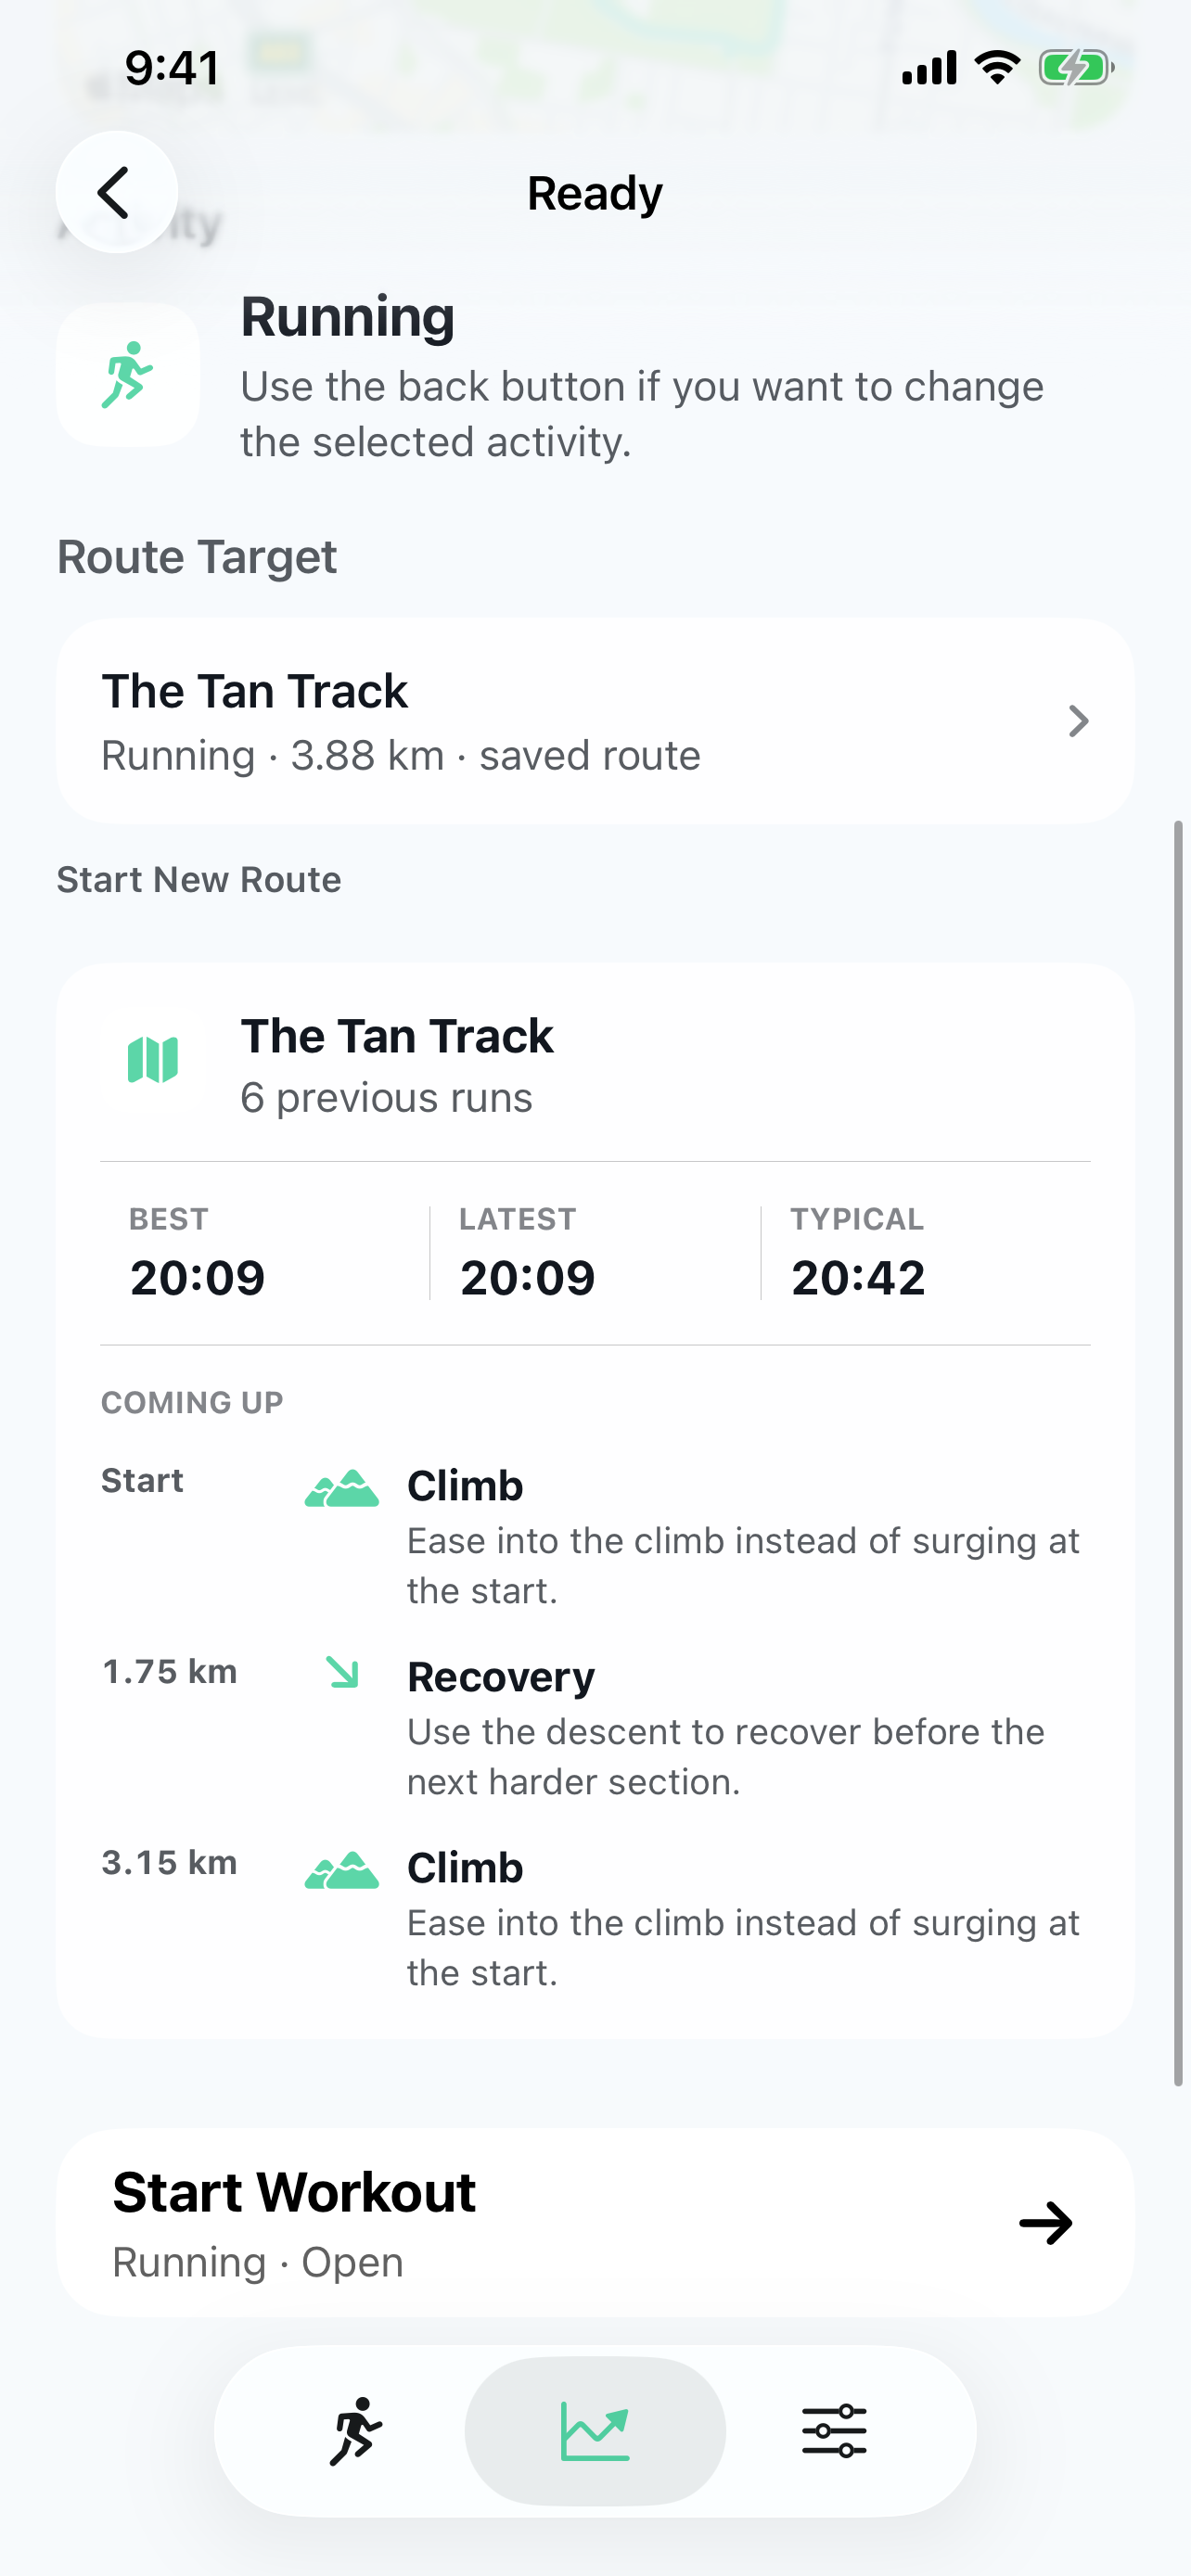 9:41
Ready
Running
Use the back button if you want to change
the selected activity.
Route Target
The Tan Track
Running · 3.88 km · saved route
Start New Route
The Tan Track
6 previous runs
BEST
20:09
LATEST
20:09
TYPICAL
20:42
COMING UP
Start
Climb
Ease into the climb instead of surging at
the start.
1.75 km
Recovery
Use the descent to recover before the
next harder section.
3.15 km
Climb
Ease into the climb instead of surging at
the start.
Start Workout
Running · Open